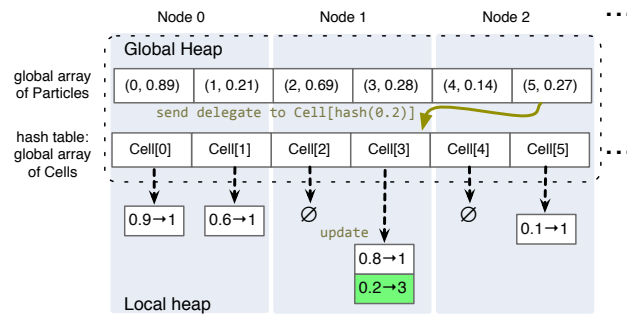 Node 0 Node 1 Node 2 ...
Global Heap
global array of Particles
(0, 0.89) (1, 0.21) (2, 0.69) (3, 0.28) (4, 0.14) (5, 0.27)
send delegate to Cell[hash(0.2)]
hash table: global array of Cells
Cell[0] Cell[1] Cell[2] Cell[3] Cell[4] Cell[5] ...
0.9→1 0.6→1 ∅ ∅ 0.1→1
update
0.8→1
0.2→3
Local heap